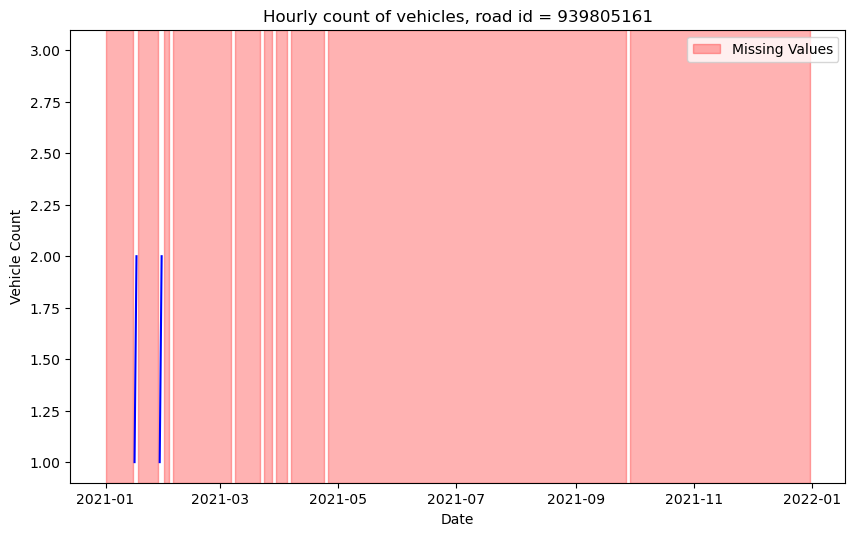 Hourly count of vehicles, road id = 939805161
Missing Values
3.00
2.75
2.50
2.25
2.00
1.75
1.50
1.25
1.00
Vehicle Count
2021-01 2021-03 2021-05 2021-07 2021-09 2021-11 2022-01
Date